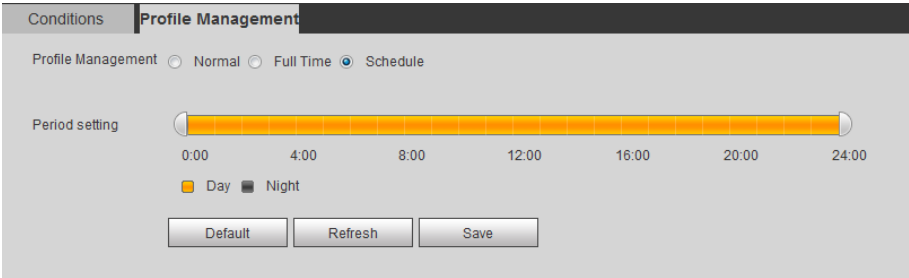 Conditions Profile Management
Profile Management Normal Full Time Schedule
Period setting
0:00 4:00 8:00 12:00 16:00 20:00 24:00
Day Night
Default Refresh Save